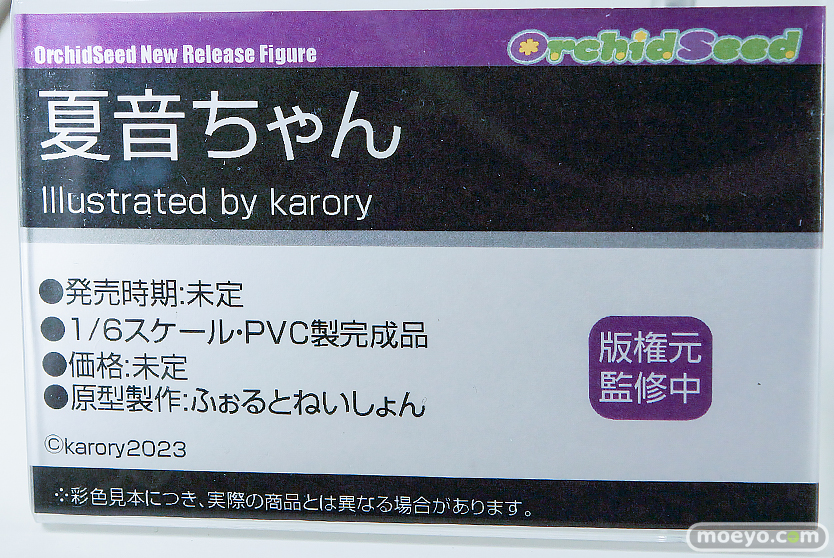 OrchidSeed New Release Figure
OrchidSeed
夏音ちゃん
Illustrated by karory
●発売時期:未定
●1/6スケール・PVC製完成品
●価格:未定
●原型製作:ふぉるとねいしょん
版権元
監修中
©karory2023
※彩色見本につき、実際の商品とは異なる場合があります。
moeyo.com